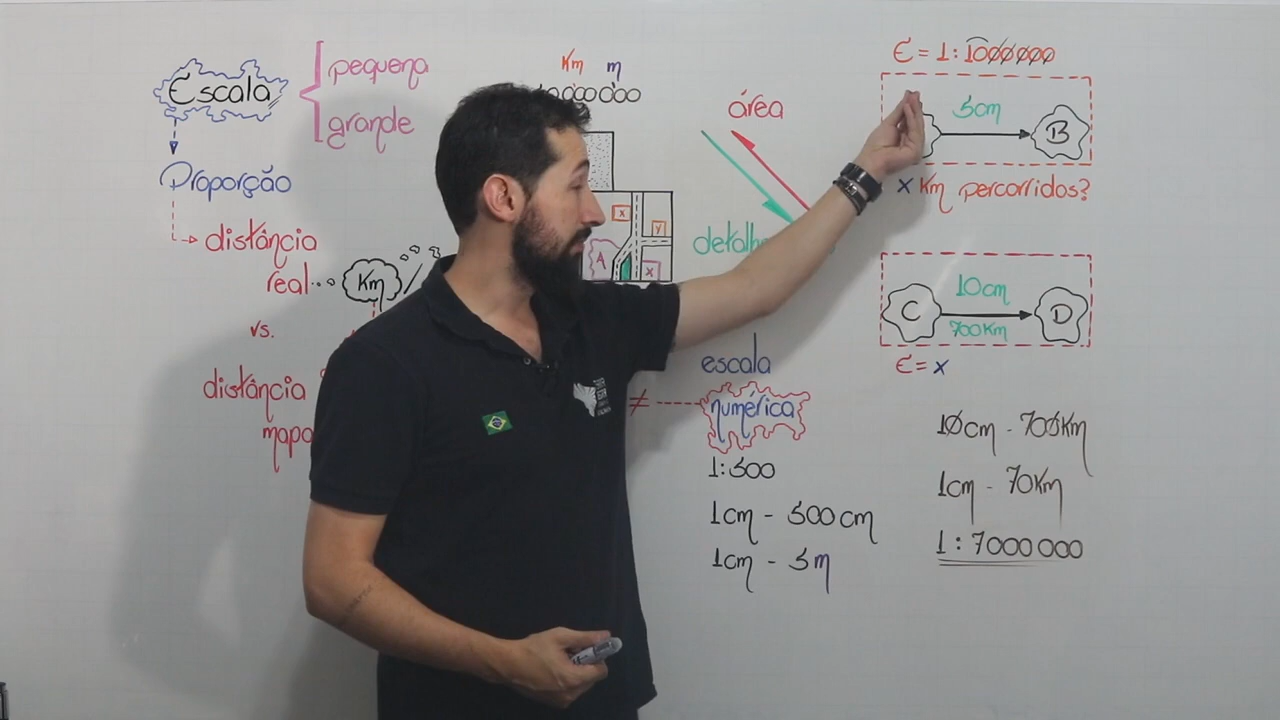 Escala
pequena
grande
Proporção
distância
real
Km
vs.
distância
mapa
Km m
x
y
A
x
área
escala
≠
numérica
1:500
1cm - 500cm
1cm - 5m
E = 1:1000000
5cm
B
x Km percorridos?
C
10cm
D
700Km
E = x
10cm - 700Km
1cm - 70Km
1:7000000